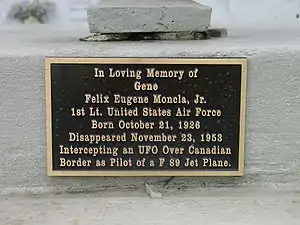 In Loving Memory of
Gene
Felix Eugene Moncla, Jr.
1st Lt. United States Air Force
Born October 21, 1926
Disappeared November 23, 1953
Intercepting an UFO Over Canadian
Border as Pilot of a F 89 Jet Plane.